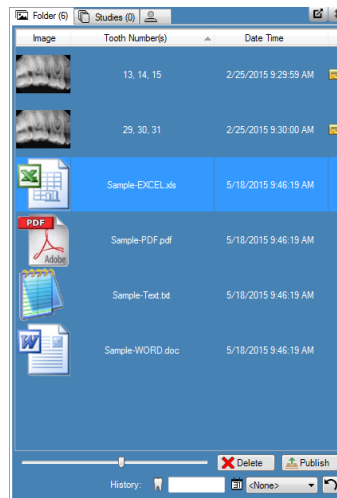 Folder (6) Studies (0)
Image Tooth Number(s) Date Time
13, 14, 15 2/25/2015 9:29:59 AM
29, 30, 31 2/25/2015 9:30:00 AM
Sample-EXCEL.xls 5/18/2015 9:46:19 AM
PDF
Adobe
Sample-PDF.pdf 5/18/2015 9:46:19 AM
Sample-Text.txt 5/18/2015 9:46:19 AM
Sample-WORD.doc 5/18/2015 9:46:19 AM
Delete Publish
History: 31 <None>